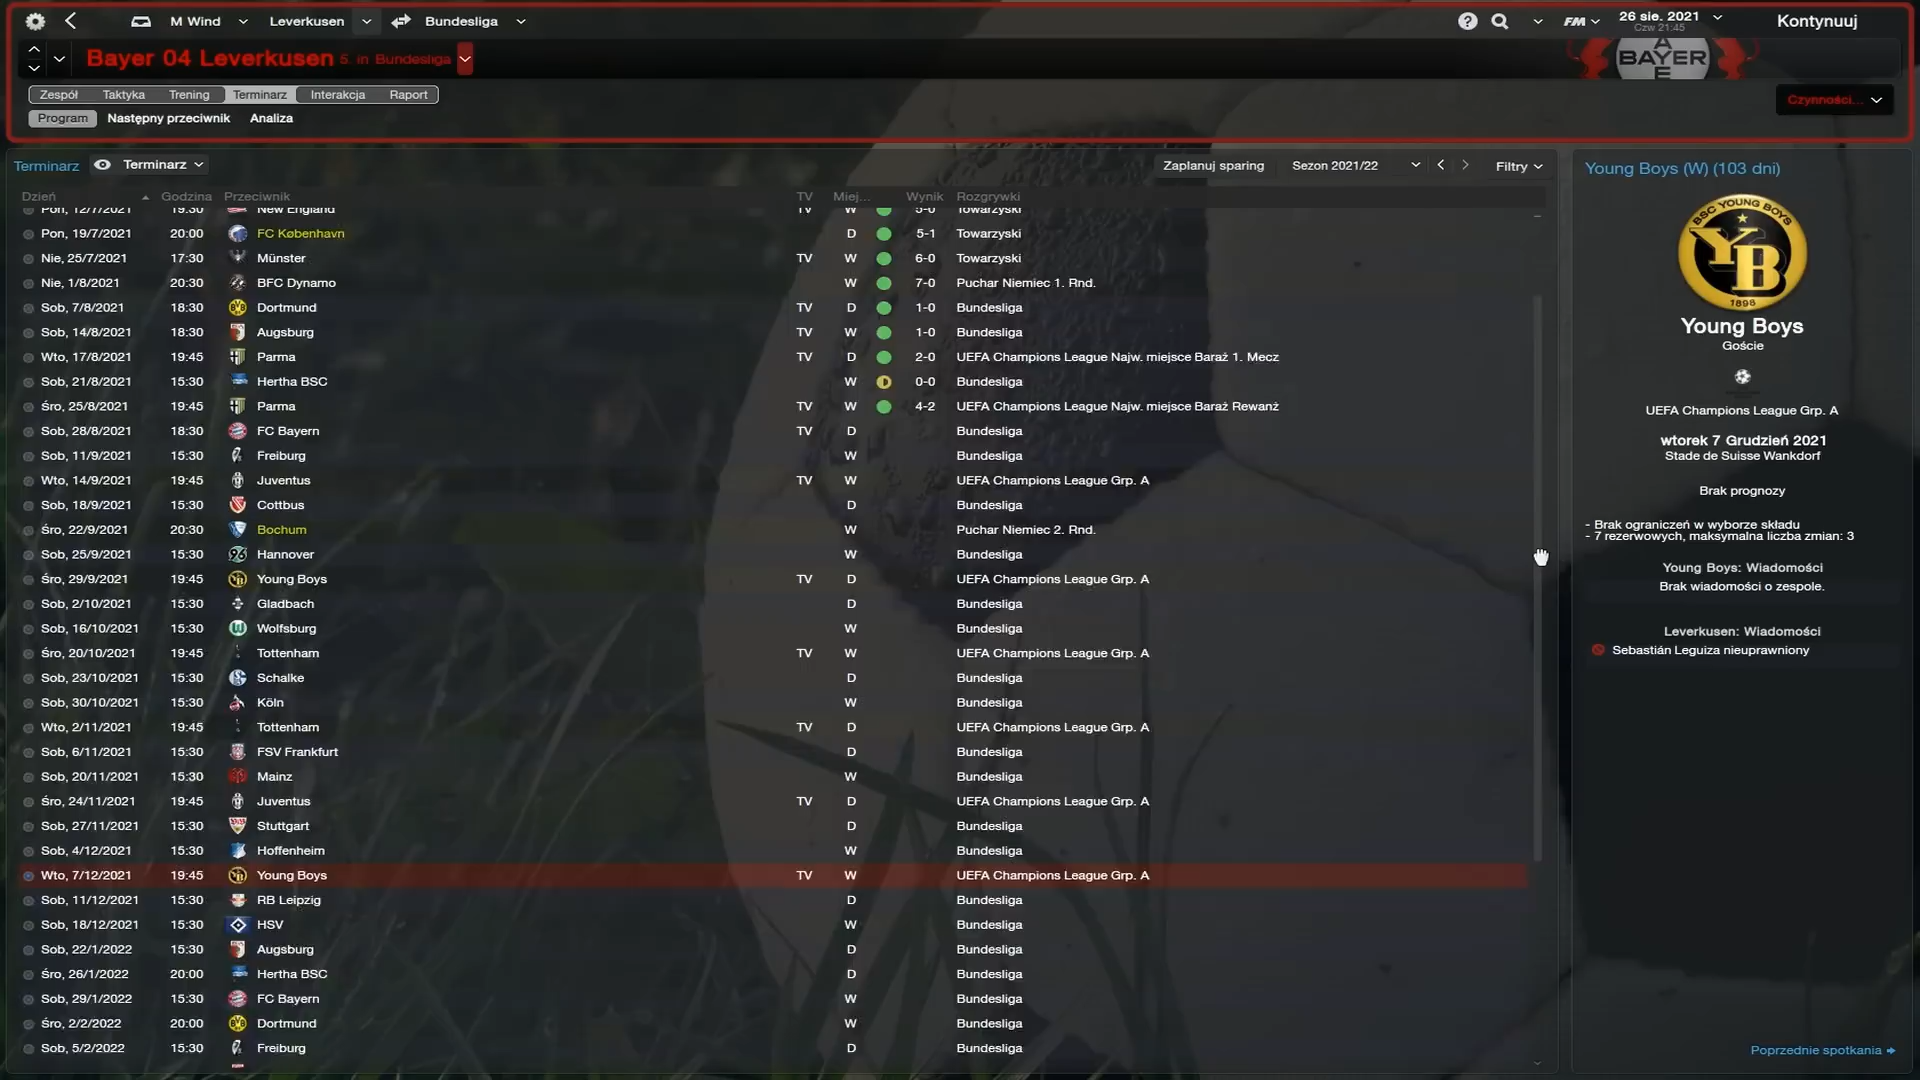 M Wind Leverkusen Bundesliga FM 26 sie. 2021 Kontynuuj
Czw 21:45
Bayer 04 Leverkusen 5. in Bundesliga BAYER
Zespół Taktyka Trening Terminarz Interakcja Raport Czynności...
Program Następny przeciwnik Analiza
Terminarz Terminarz Zaplanuj sparing Sezon 2021/22 Filtry
Dzień Godzina Przeciwnik TV Miej... Wynik Rozgrywki
Pon, 12/7/2021 19:30 New England TV W 5-0 Towarzyski
Pon, 19/7/2021 20:00 FC København D 5-1 Towarzyski
Nie, 25/7/2021 17:30 Münster TV W 6-0 Towarzyski
Nie, 1/8/2021 20:30 BFC Dynamo W 7-0 Puchar Niemiec 1. Rnd.
Sob, 7/8/2021 18:30 Dortmund TV D 1-0 Bundesliga
Sob, 14/8/2021 18:30 Augsburg TV W 1-0 Bundesliga
Wto, 17/8/2021 19:45 Parma TV D 2-0 UEFA Champions League Najw. miejsce Baraż 1. Mecz
Sob, 21/8/2021 15:30 Hertha BSC W 0-0 Bundesliga
Śro, 25/8/2021 19:45 Parma TV W 4-2 UEFA Champions League Najw. miejsce Baraż Rewanż
Sob, 28/8/2021 18:30 FC Bayern TV D Bundesliga
Sob, 11/9/2021 15:30 Freiburg W Bundesliga
Wto, 14/9/2021 19:45 Juventus TV W UEFA Champions League Grp. A
Sob, 18/9/2021 15:30 Cottbus D Bundesliga
Śro, 22/9/2021 20:30 Bochum W Puchar Niemiec 2. Rnd.
Sob, 25/9/2021 15:30 Hannover W Bundesliga
Śro, 29/9/2021 19:45 Young Boys TV D UEFA Champions League Grp. A
Sob, 2/10/2021 15:30 Gladbach D Bundesliga
Sob, 16/10/2021 15:30 Wolfsburg W Bundesliga
Śro, 20/10/2021 19:45 Tottenham TV W UEFA Champions League Grp. A
Sob, 23/10/2021 15:30 Schalke D Bundesliga
Sob, 30/10/2021 15:30 Köln W Bundesliga
Wto, 2/11/2021 19:45 Tottenham TV D UEFA Champions League Grp. A
Sob, 6/11/2021 15:30 FSV Frankfurt D Bundesliga
Sob, 20/11/2021 15:30 Mainz W Bundesliga
Śro, 24/11/2021 19:45 Juventus TV D UEFA Champions League Grp. A
Sob, 27/11/2021 15:30 Stuttgart D Bundesliga
Sob, 4/12/2021 15:30 Hoffenheim W Bundesliga
Wto, 7/12/2021 19:45 Young Boys TV W UEFA Champions League Grp. A
Sob, 11/12/2021 15:30 RB Leipzig D Bundesliga
Sob, 18/12/2021 15:30 HSV W Bundesliga
Sob, 22/1/2022 15:30 Augsburg D Bundesliga
Śro, 26/1/2022 20:00 Hertha BSC D Bundesliga
Sob, 29/1/2022 15:30 FC Bayern W Bundesliga
Śro, 2/2/2022 20:00 Dortmund W Bundesliga
Sob, 5/2/2022 15:30 Freiburg D Bundesliga
Young Boys (W) (103 dni)
BSC YOUNG BOYS
YB
1898
Young Boys
Goście
UEFA Champions League Grp. A
wtorek 7 Grudzień 2021
Stade de Suisse Wankdorf
Brak prognozy
- Brak ograniczeń w wyborze składu
- 7 rezerwowych, maksymalna liczba zmian: 3
Young Boys: Wiadomości
Brak wiadomości o zespole.
Leverkusen: Wiadomości
Sebastián Leguiza nieuprawniony
Poprzednie spotkania